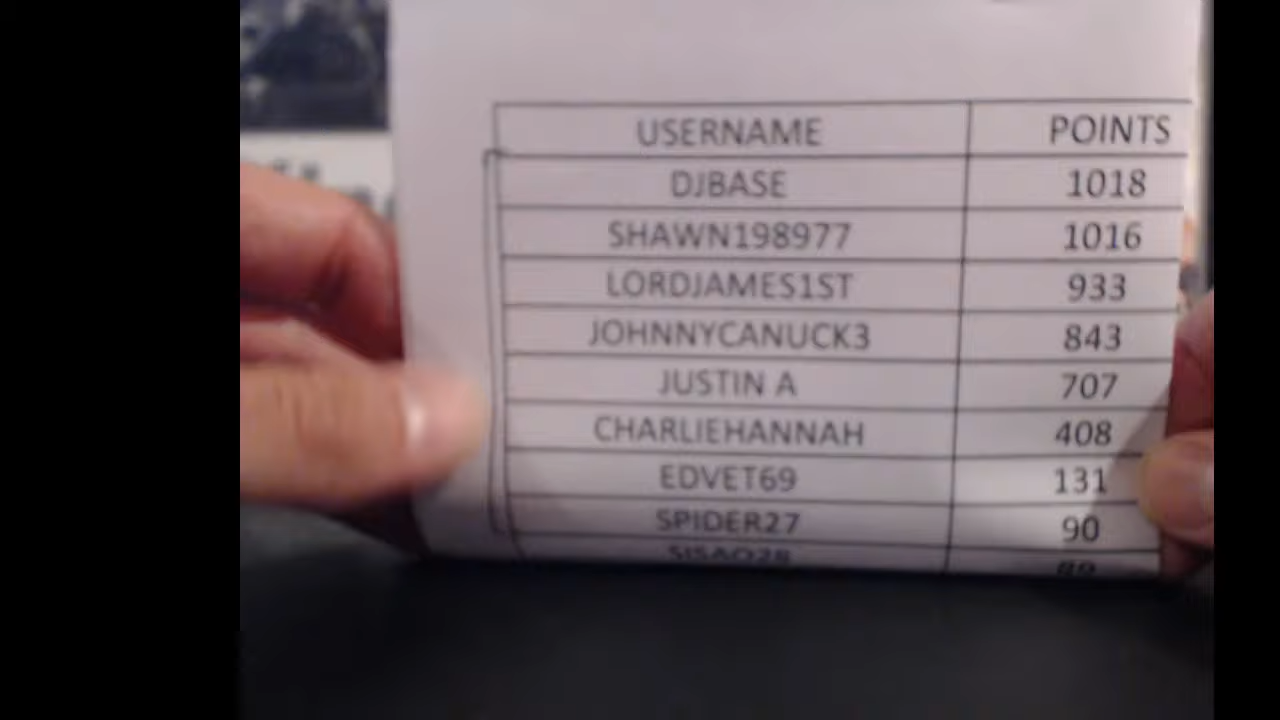 USERNAME POINTS
DJBASE 1018
SHAWN198977 1016
LORDJAMES1ST 933
JOHNNYCANUCK3 843
JUSTIN A 707
CHARLIEHANNAH 408
EDVET69 131
SPIDER27 90